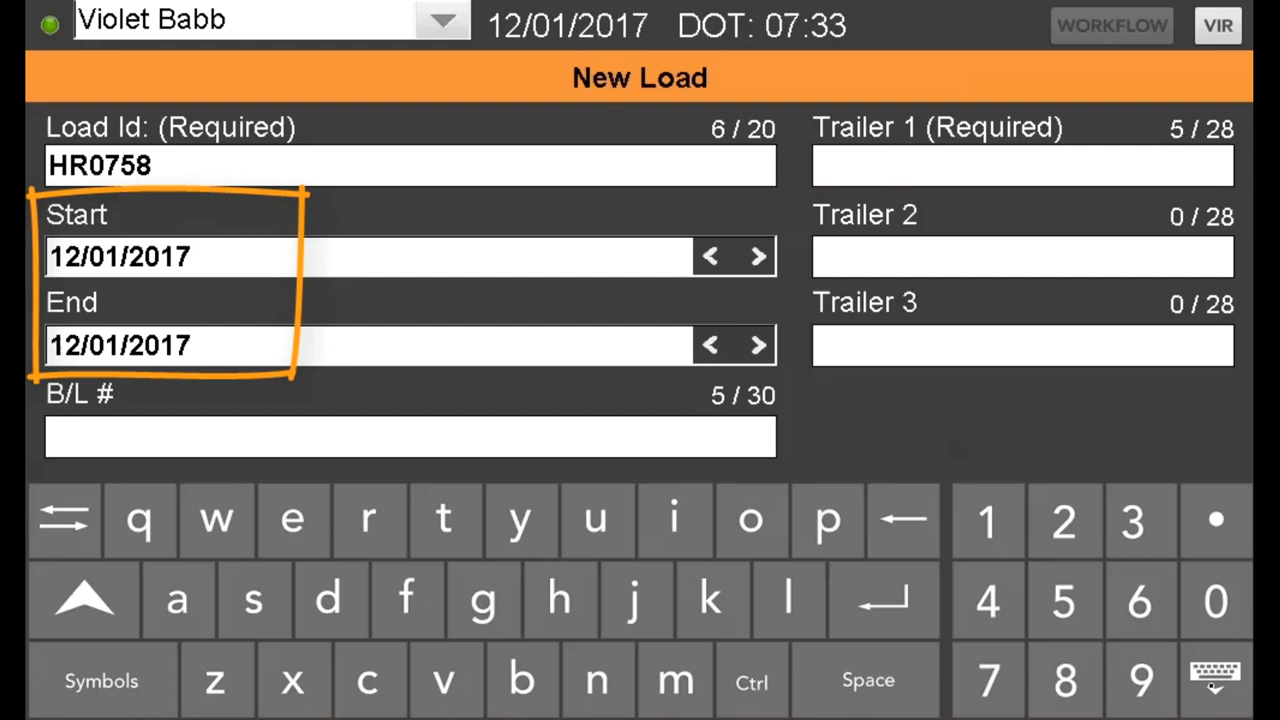 Violet Babb 12/01/2017 DOT: 07:33 WORKFLOW VIR
New Load
Load Id: (Required) 6 / 20 Trailer 1 (Required) 5 / 28
HR0758
Start Trailer 2 0 / 28
12/01/2017 < >
End Trailer 3 0 / 28
12/01/2017 < >
B/L # 5 / 30
q w e r t y u i o p 1 2 3 •
a s d f g h j k l 4 5 6 0
Symbols z x c v b n m Ctrl Space 7 8 9